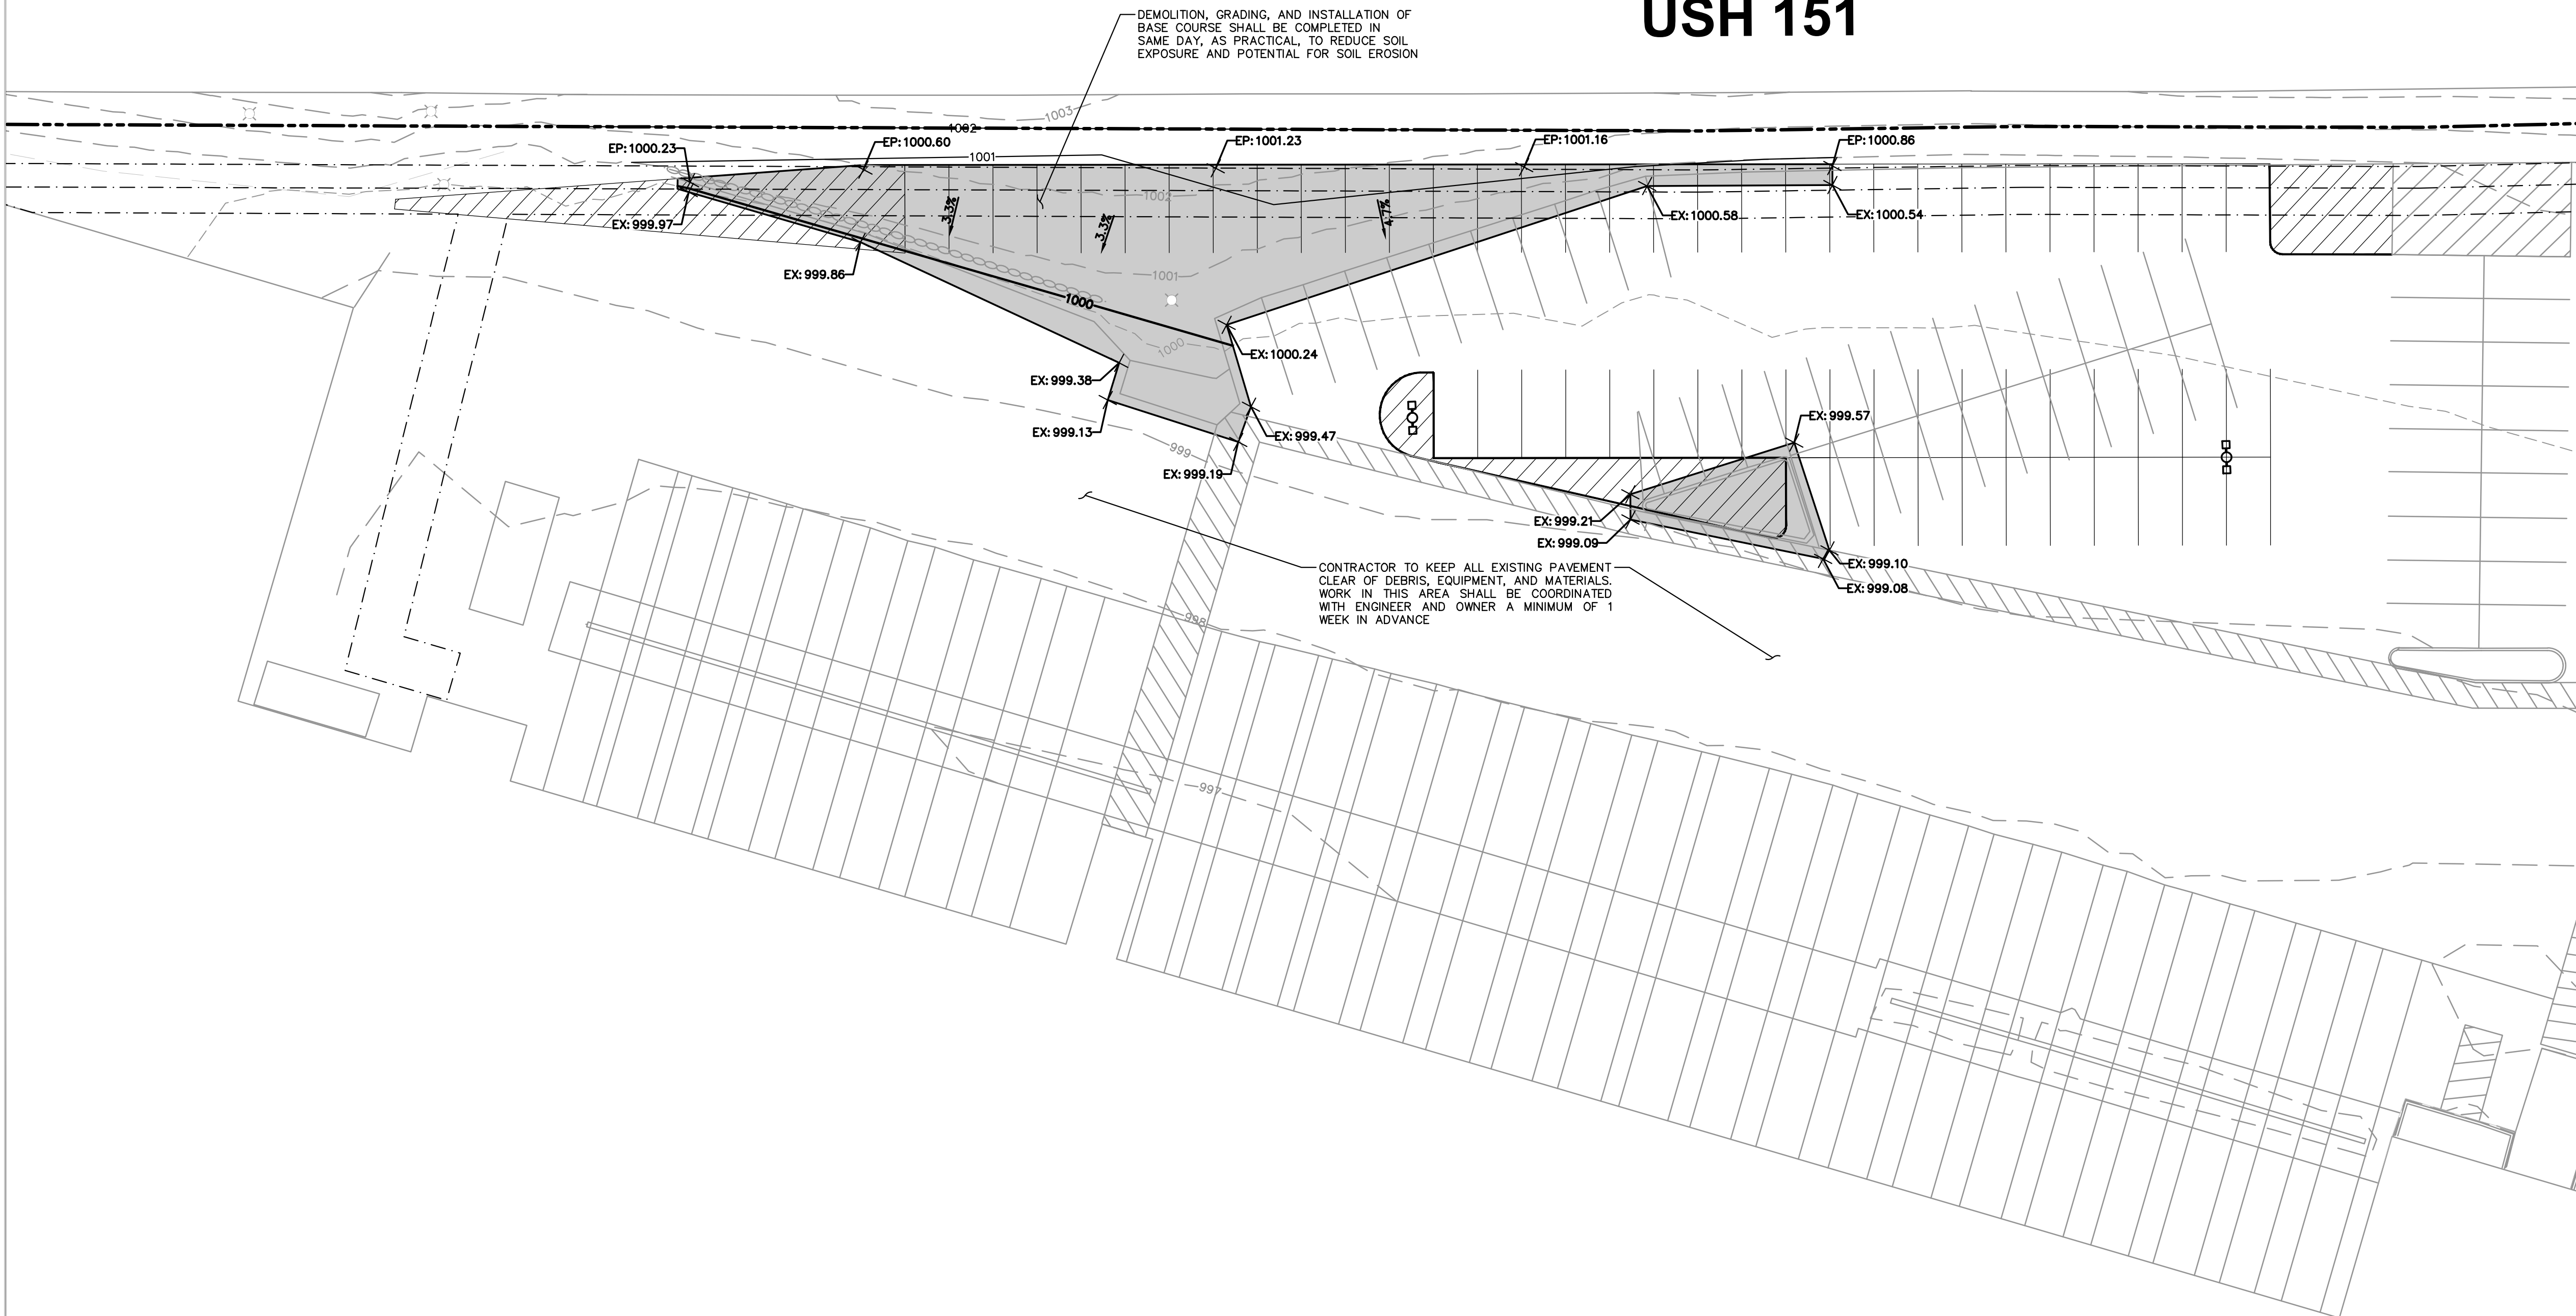 USH 151
DEMOLITION, GRADING, AND INSTALLATION OF
BASE COURSE SHALL BE COMPLETED IN
SAME DAY, AS PRACTICAL, TO REDUCE SOIL
EXPOSURE AND POTENTIAL FOR SOIL EROSION
1003
1002
EP: 1000.23
EP: 1000.60
1001
EP: 1001.23
EP: 1001.16
EP: 1000.86
1002
3.3%
3.3%
4.7%
EX: 1000.58
EX: 1000.54
EX: 999.97
EX: 999.86
1001
1000
1000
EX: 1000.24
EX: 999.38
EX: 999.13
EX: 999.47
EX: 999.57
999
EX: 999.19
EX: 999.21
EX: 999.09
EX: 999.10
EX: 999.08
CONTRACTOR TO KEEP ALL EXISTING PAVEMENT
CLEAR OF DEBRIS, EQUIPMENT, AND MATERIALS.
WORK IN THIS AREA SHALL BE COORDINATED
WITH ENGINEER AND OWNER A MINIMUM OF 1
WEEK IN ADVANCE
998
997